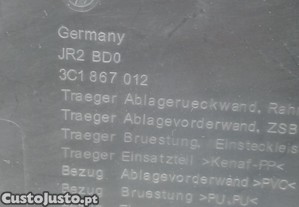 Germany
JR2 BD0
3C1 867 012
Traeger Ablagerueckwand, Rahm
Traeger Ablagevorderwand, ZSB
Traeger Bruestung, Einsteckleis
Traeger Einsatzteil >Kenaf-PP<
Bezug Ablagevorderwand >PVC<
Bezug Bruestung >PU,PU<
CustoJusto.pt